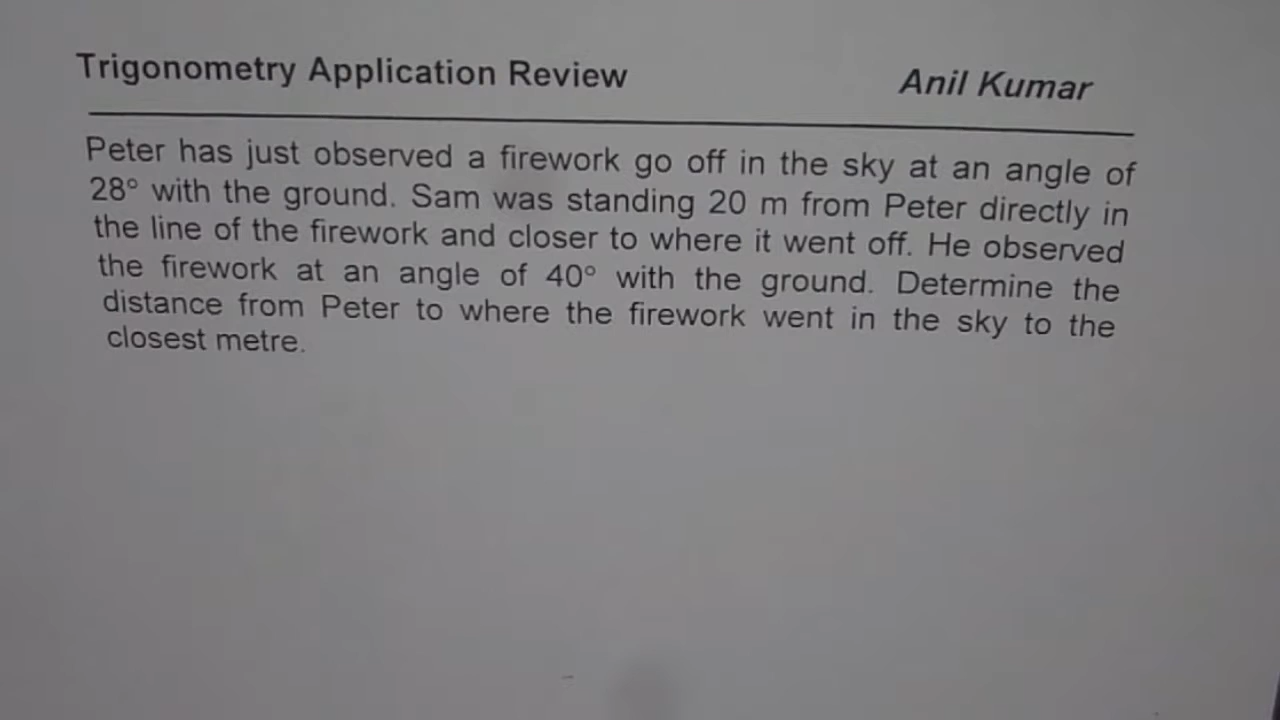 Trigonometry Application Review Anil Kumar
Peter has just observed a firework go off in the sky at an angle of
28° with the ground. Sam was standing 20 m from Peter directly in
the line of the firework and closer to where it went off. He observed
the firework at an angle of 40° with the ground. Determine the
distance from Peter to where the firework went in the sky to the
closest metre.